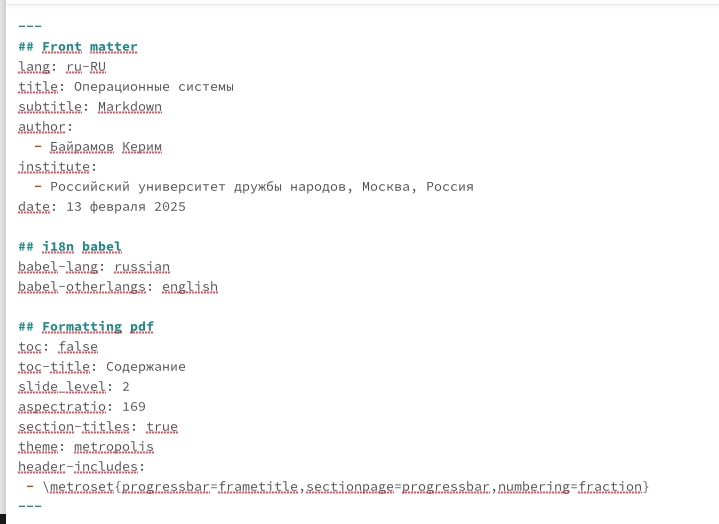 ---
## Front matter
lang: ru-RU
title: Операционные системы
subtitle: Markdown
author:
  - Байрамов Керим
institute:
  - Российский университет дружбы народов, Москва, Россия
date: 13 февраля 2025

## i18n babel
babel-lang: russian
babel-otherlangs: english

## Formatting pdf
toc: false
toc-title: Содержание
slide_level: 2
aspectratio: 169
section-titles: true
theme: metropolis
header-includes:
 - \metroset{progressbar=frametitle,sectionpage=progressbar,numbering=fraction}
---